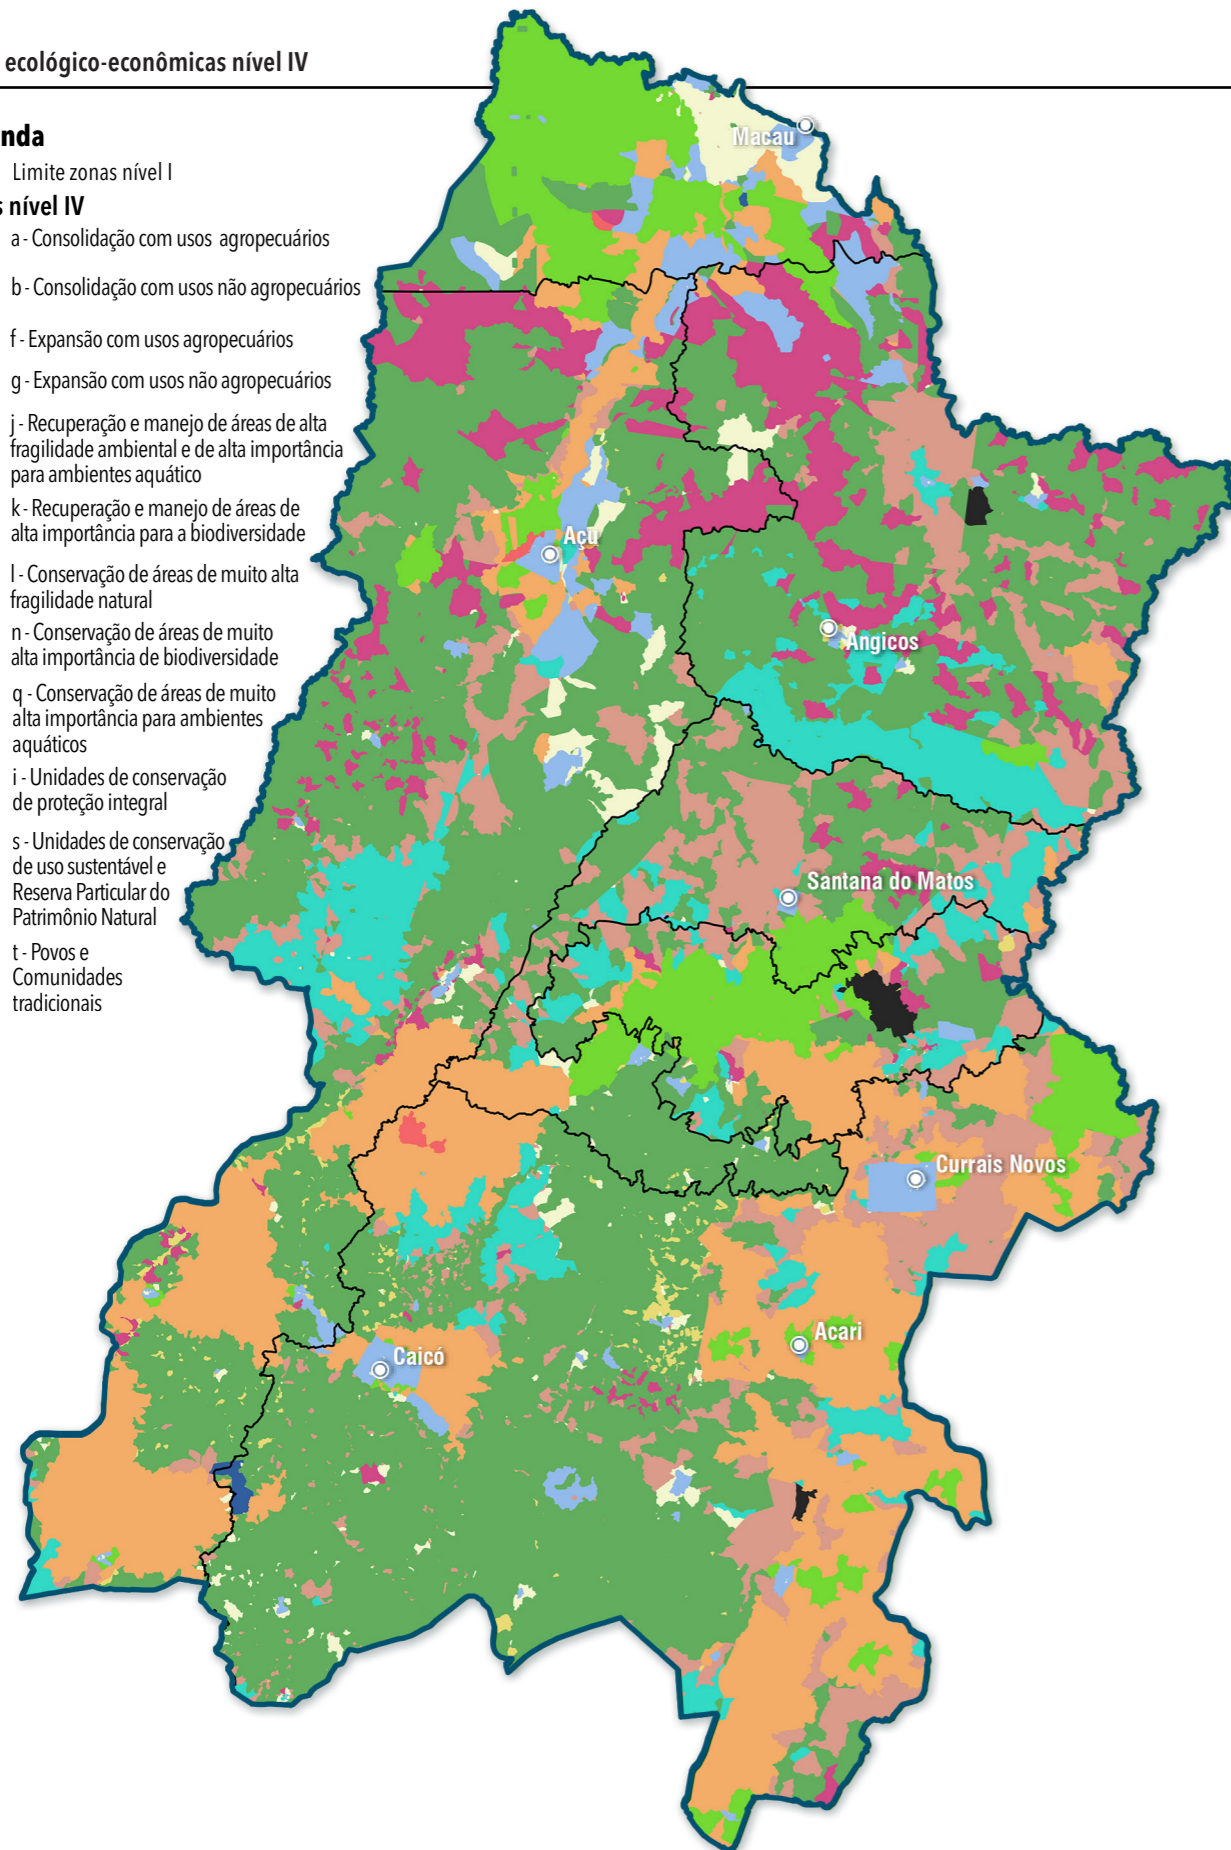 ecológico-econômicas nível IV
nda
Limite zonas nível I
s nível IV
a - Consolidação com usos agropecuários
b - Consolidação com usos não agropecuários
f - Expansão com usos agropecuários
g - Expansão com usos não agropecuários
j - Recuperação e manejo de áreas de alta
fragilidade ambiental e de alta importância
para ambientes aquático
k - Recuperação e manejo de áreas de
alta importância para a biodiversidade
l - Conservação de áreas de muito alta
fragilidade natural
n - Conservação de áreas de muito
alta importância de biodiversidade
q - Conservação de áreas de muito
alta importância para ambientes
aquáticos
i - Unidades de conservação
de proteção integral
s - Unidades de conservação
de uso sustentável e
Reserva Particular do
Patrimônio Natural
t - Povos e
Comunidades
tradicionais
Macau
Açu
Angicos
Santana do Matos
Currais Novos
Acari
Caicó